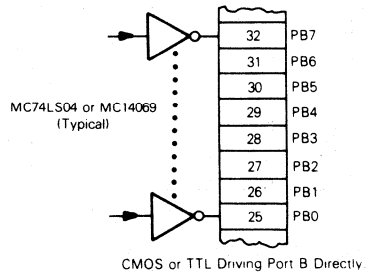 32 PB7
31 PB6
30 PB5
MC74LS04 or MC14069
(Typical)
29 PB4
28 PB3
27 PB2
26 PB1
25 PB0
CMOS or TTL Driving Port B Directly